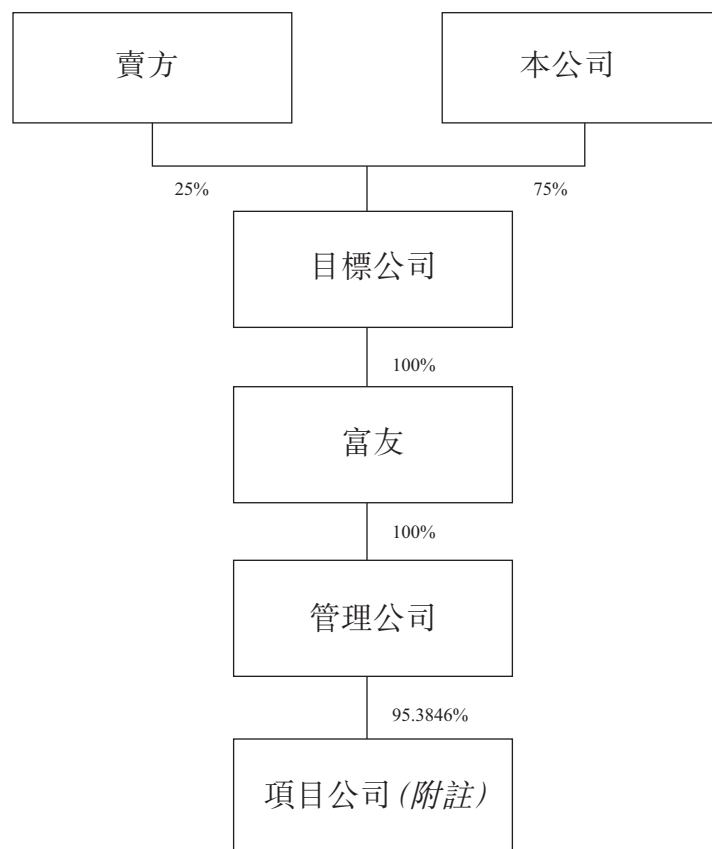 賣方
本公司
25%
75%
目標公司
100%
富友
100%
管理公司
95.3846%
項目公司(附註)